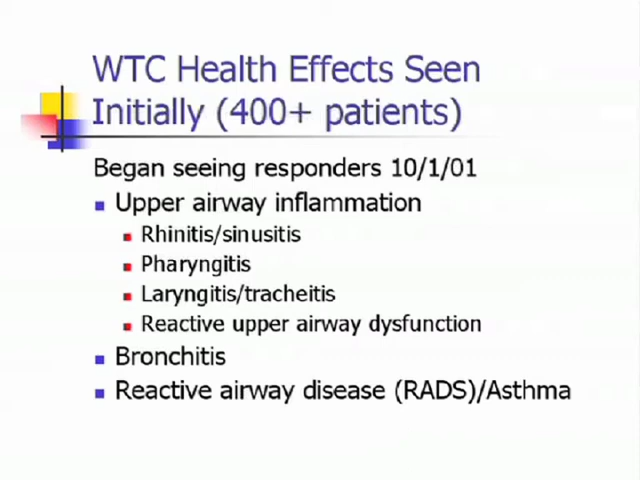 WTC Health Effects Seen
Initially (400+ patients)
Began seeing responders 10/1/01
Upper airway inflammation
Rhinitis/sinusitis
Pharyngitis
Laryngitis/tracheitis
Reactive upper airway dysfunction
Bronchitis
Reactive airway disease (RADS)/Asthma